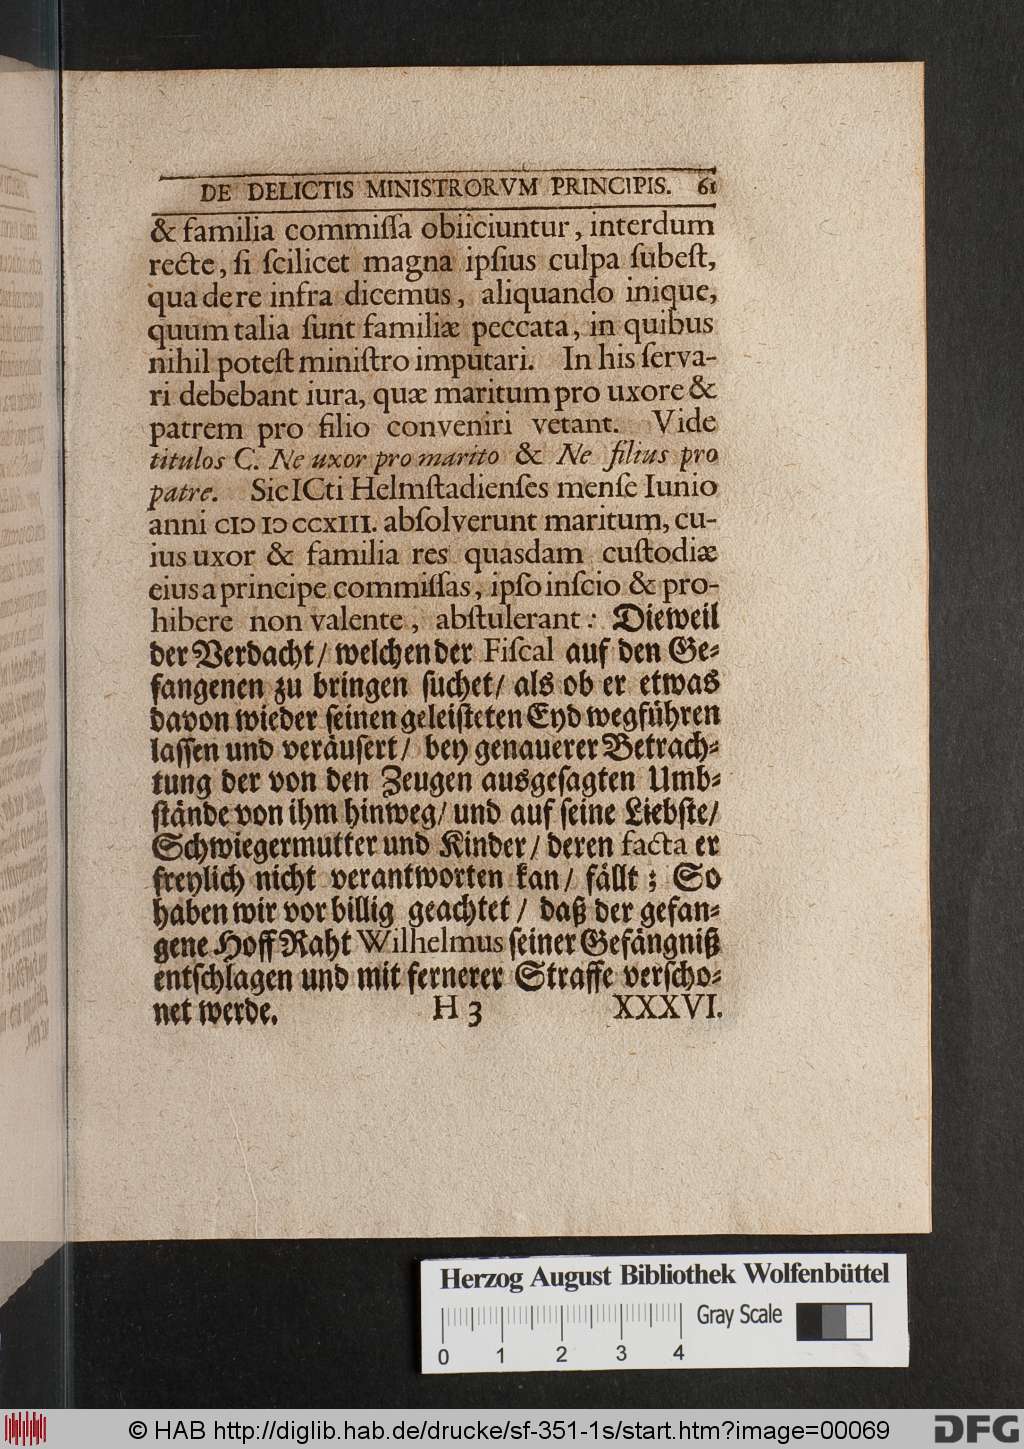 DE DELICTIS MINISTRORVM PRINCIPIS. 61
& familia commiſſa obiiciuntur, interdum
recte, ſi ſcilicet magna ipſius culpa ſubeſt,
qua de re infra dicemus, aliquando inique,
quum talia ſunt familiæ peccata, in quibus
nihil poteſt miniſtro imputari. In his ſerva-
ri debebant iura, quæ maritum pro uxore &
patrem pro filio conveniri vetant. Vide
titulos C. Ne uxor pro marito & Ne filius pro
patre. Sic ICti Helmſtadienſes menſe Iunio
anni CIↃ IↃ CCXIII. abſolverunt maritum, cu-
ius uxor & familia res quasdam cuſtodiæ
eius a principe commiſſas, ipſo inſcio & pro-
hibere non valente, abſtulerant: Dieweil
der Verdacht/ welchen der Fiſcal auf den Ge-
fangenen zu bringen ſuchet/ als ob er etwas
davon wieder ſeinen geleiſteten Eyd wegführen
laſſen und veräuſert/ bey genauerer Betrach-
tung der von den Zeugen ausgeſagten Umb-
ſtände von ihm hinweg/ und auf ſeine Liebſte/
Schwiegermutter und Kinder/ deren facta er
freylich nicht verantworten kan/ fällt; So
haben wir vor billig geachtet/ daß der gefan-
gene Hoff Raht Wilhelmus ſeiner Gefängniß
entſchlagen und mit fernerer Straffe verſcho-
net werde. H 3 XXXVI.
Herzog August Bibliothek Wolfenbüttel
Gray Scale
0 1 2 3 4
© HAB http://diglib.hab.de/drucke/sf-351-1s/start.htm?image=00069
DFG